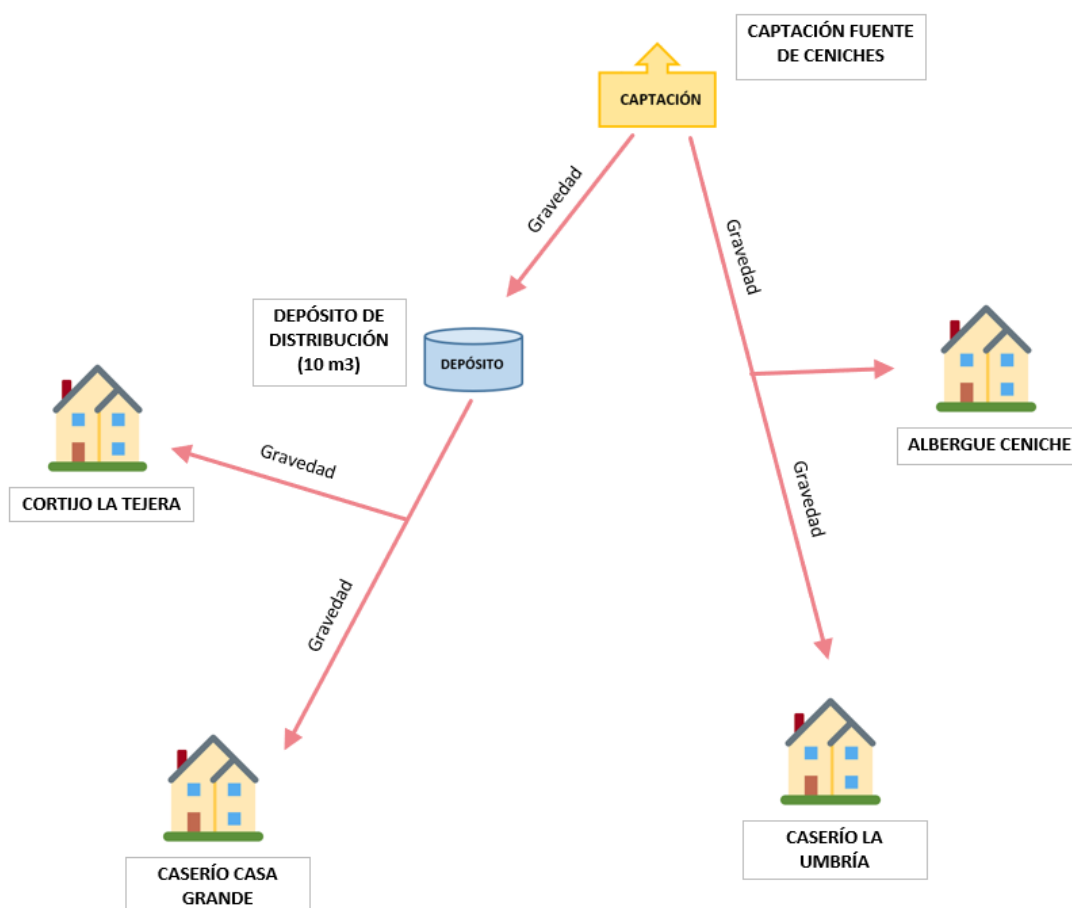 CAPTACIÓN FUENTE
DE CENICHES
CAPTACIÓN
Gravedad
Gravedad
DEPÓSITO DE
DISTRIBUCIÓN
(10 m3)
DEPÓSITO
ALBERGUE CENICHE
Gravedad
CORTIJO LA TEJERA
Gravedad
Gravedad
CASERÍO LA
UMBRÍA
CASERÍO CASA
GRANDE